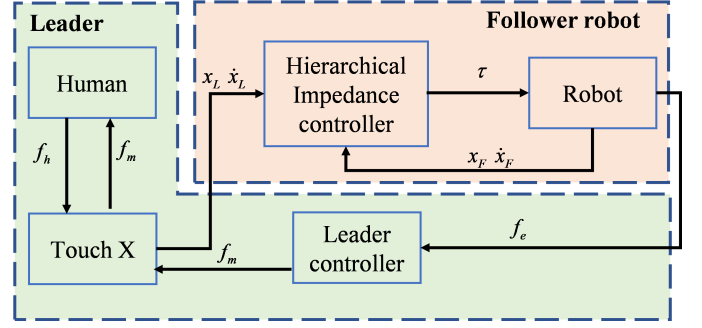 Leader
Follower robot
Human
Hierarchical
Impedance
controller
Robot
x_L ẋ_L
τ
x_F ẋ_F
f_h
f_m
Touch X
f_m
Leader
controller
f_e